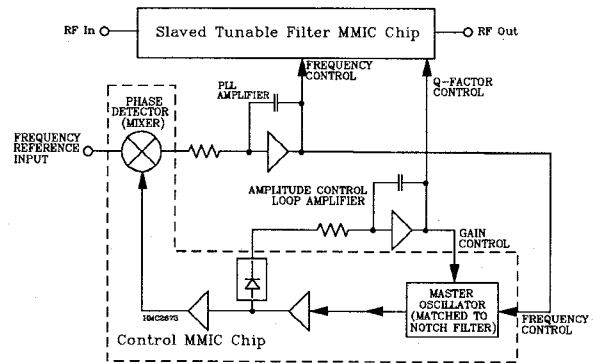 RF In
Slaved Tunable Filter MMIC Chip
RF Out
FREQUENCY
CONTROL
Q-FACTOR
CONTROL
PLL
AMPLIFIER
PHASE
DETECTOR
(MIXER)
FREQUENCY
REFERENCE
INPUT
AMPLITUDE CONTROL
LOOP AMPLIFIER
GAIN
CONTROL
MASTER
OSCILLATOR
(MATCHED TO
NOTCH FILTER)
FREQUENCY
CONTROL
HMC2673
Control MMIC Chip